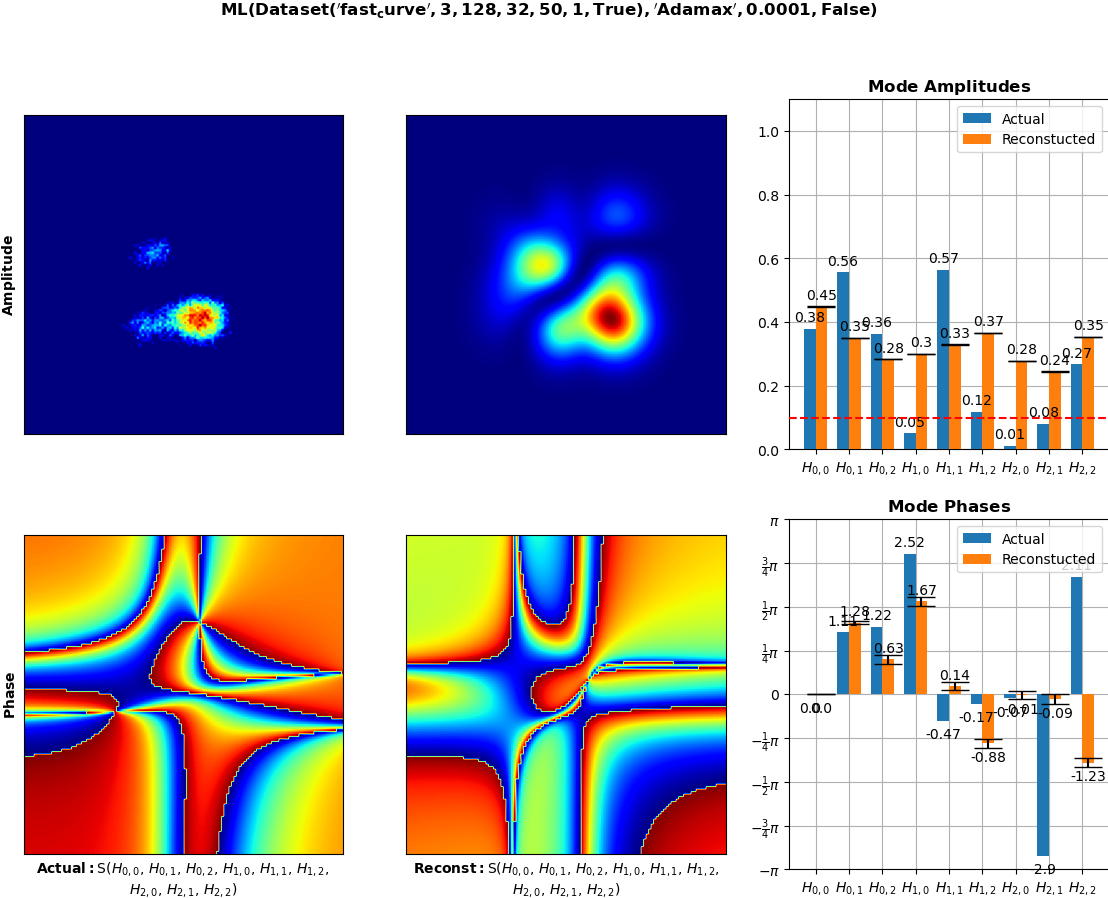 ML(Dataset(′fast_curve′, 3, 128, 32, 50, 1, True), ′Adamax′, 0.0001, False)
Amplitude
Mode Amplitudes
Actual
Reconstucted
1.0
0.8
0.6
0.4
0.2
0.0
0.38
0.45
0.56
0.35
0.36
0.28
0.05
0.3
0.57
0.33
0.12
0.37
0.01
0.28
0.08
0.24
0.27
0.35
H0,0 H0,1 H0,2 H1,0 H1,1 H1,2 H2,0 H2,1 H2,2
Phase
Mode Phases
Actual
Reconstucted
π
3/4π
1/2π
1/4π
0
−1/4π
−1/2π
−3/4π
−π
0.0
0.0
1.28
1.22
0.63
2.52
1.67
-0.47
0.14
-0.17
-0.88
-0.07
-0.01
-0.09
-2.9
2.11
-1.23
H0,0 H0,1 H0,2 H1,0 H1,1 H1,2 H2,0 H2,1 H2,2
Actual: S(H0,0, H0,1, H0,2, H1,0, H1,1, H1,2,
H2,0, H2,1, H2,2)
Reconst: S(H0,0, H0,1, H0,2, H1,0, H1,1, H1,2,
H2,0, H2,1, H2,2)